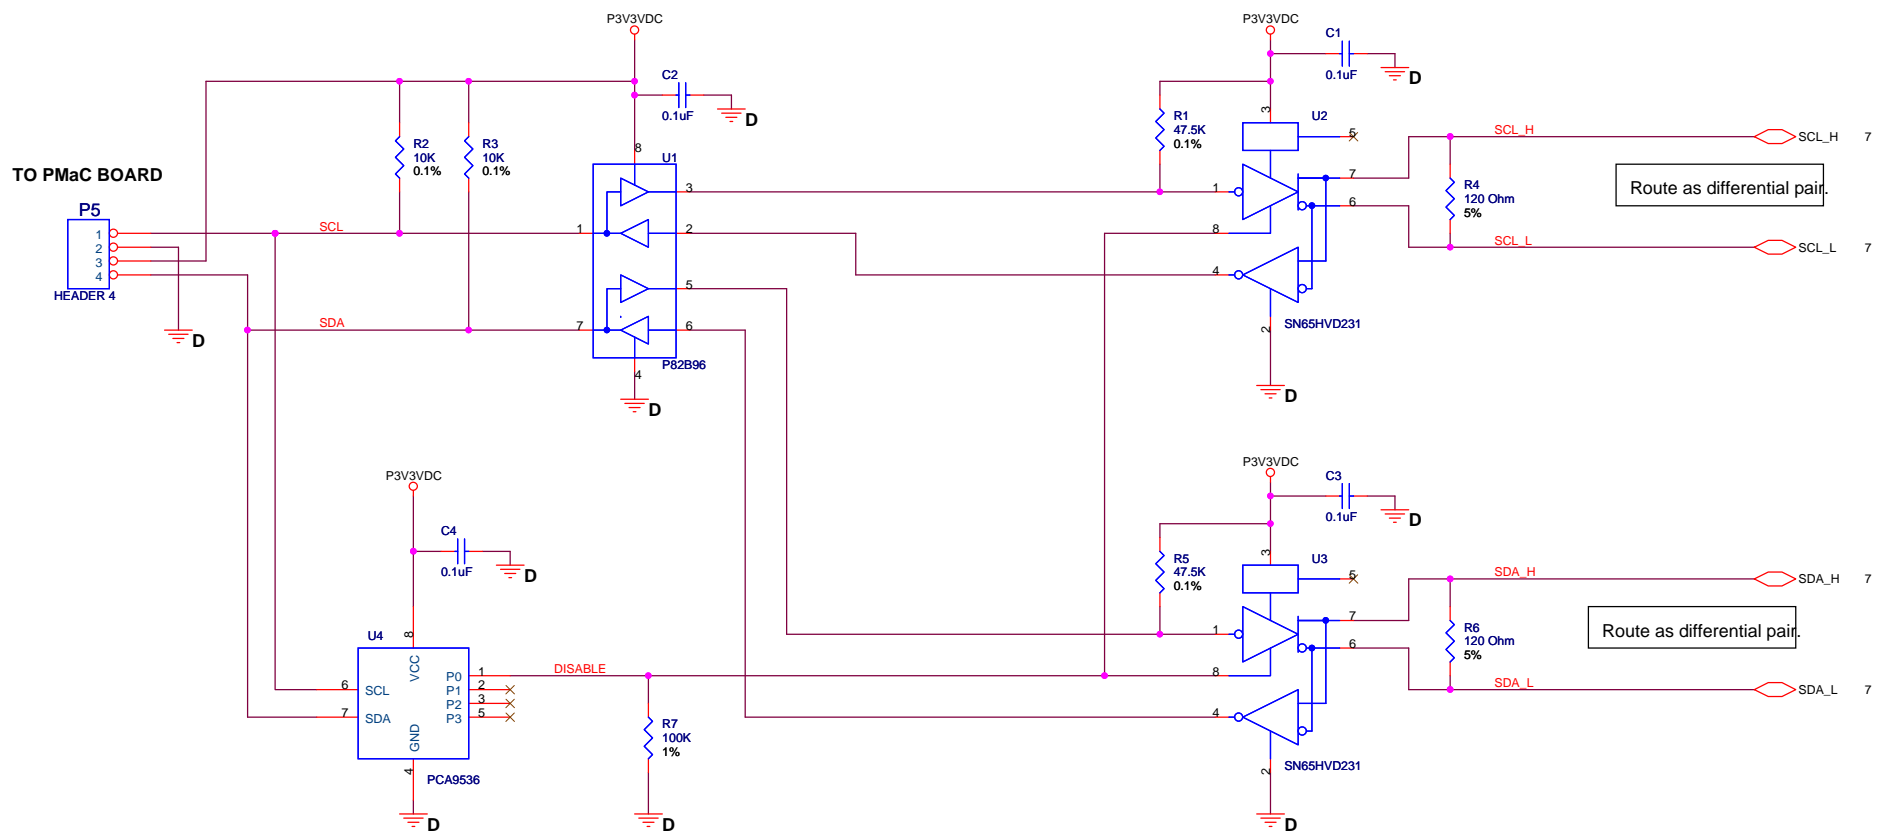 P3V3VDC
P3V3VDC
C1
0.1uF
D
C2
0.1uF
D
R2
10K
0.1%
R3
10K
0.1%
R1
47.5K
0.1%
3
U2
5
SCL_H
SCL_H 7
TO PMaC BOARD
8
U1
3
1
7
6
R4
120 Ohm
5%
Route as differential pair.
P5
1
2
3
4
HEADER 4
SCL
1
2
8
4
SCL_L
SCL_L 7
5
D
SDA
7
6
P82B96
4
D
SN65HVD231
2
D
P3V3VDC
P3V3VDC
C3
0.1uF
D
C4
0.1uF
D
R5
47.5K
0.1%
3
U3
5
SDA_H
SDA_H 7
U4
8
VCC
1
7
6
R6
120 Ohm
5%
Route as differential pair.
6 SCL
7 SDA
P0 1
P1 2
P2 3
P3 5
GND
4
PCA9536
D
DISABLE
R7
100K
1%
D
8
4
SDA_L
SDA_L 7
SN65HVD231
2
D